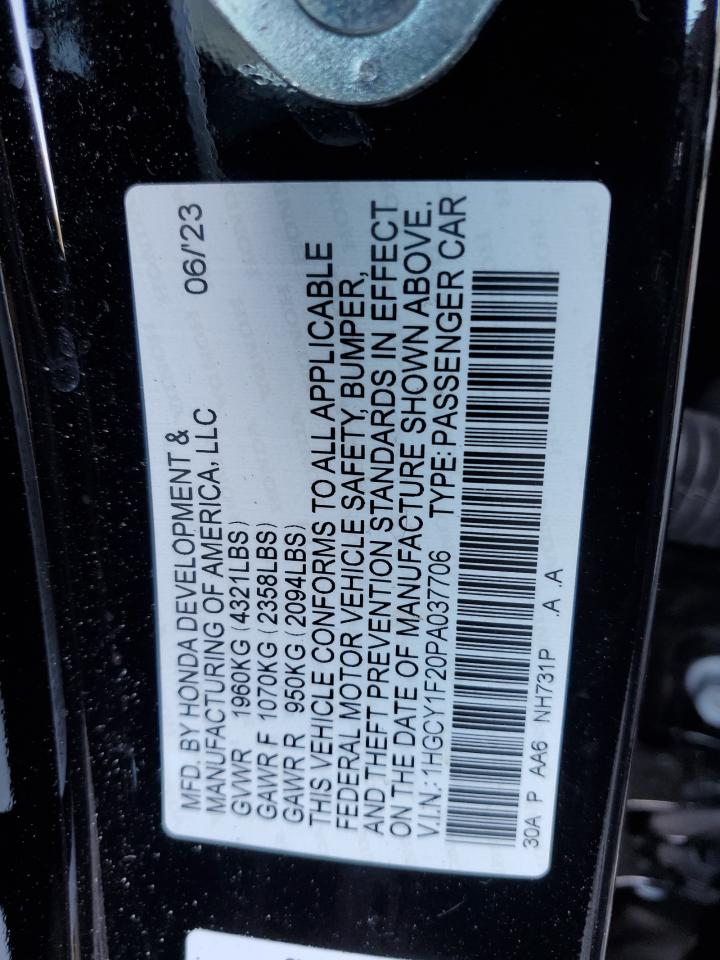 MFD. BY HONDA DEVELOPMENT & 06/'23
MANUFACTURING OF AMERICA, LLC
GVWR 1960KG (4321LBS)
GAWR F 1070KG (2358LBS)
GAWR R 950KG (2094LBS)
THIS VEHICLE CONFORMS TO ALL APPLICABLE
FEDERAL MOTOR VEHICLE SAFETY, BUMPER,
AND THEFT PREVENTION STANDARDS IN EFFECT
ON THE DATE OF MANUFACTURE SHOWN ABOVE.
V.I.N.: 1HGCY1F20PA037706 TYPE: PASSENGER CAR
30A P AA6 NH731P .A .A